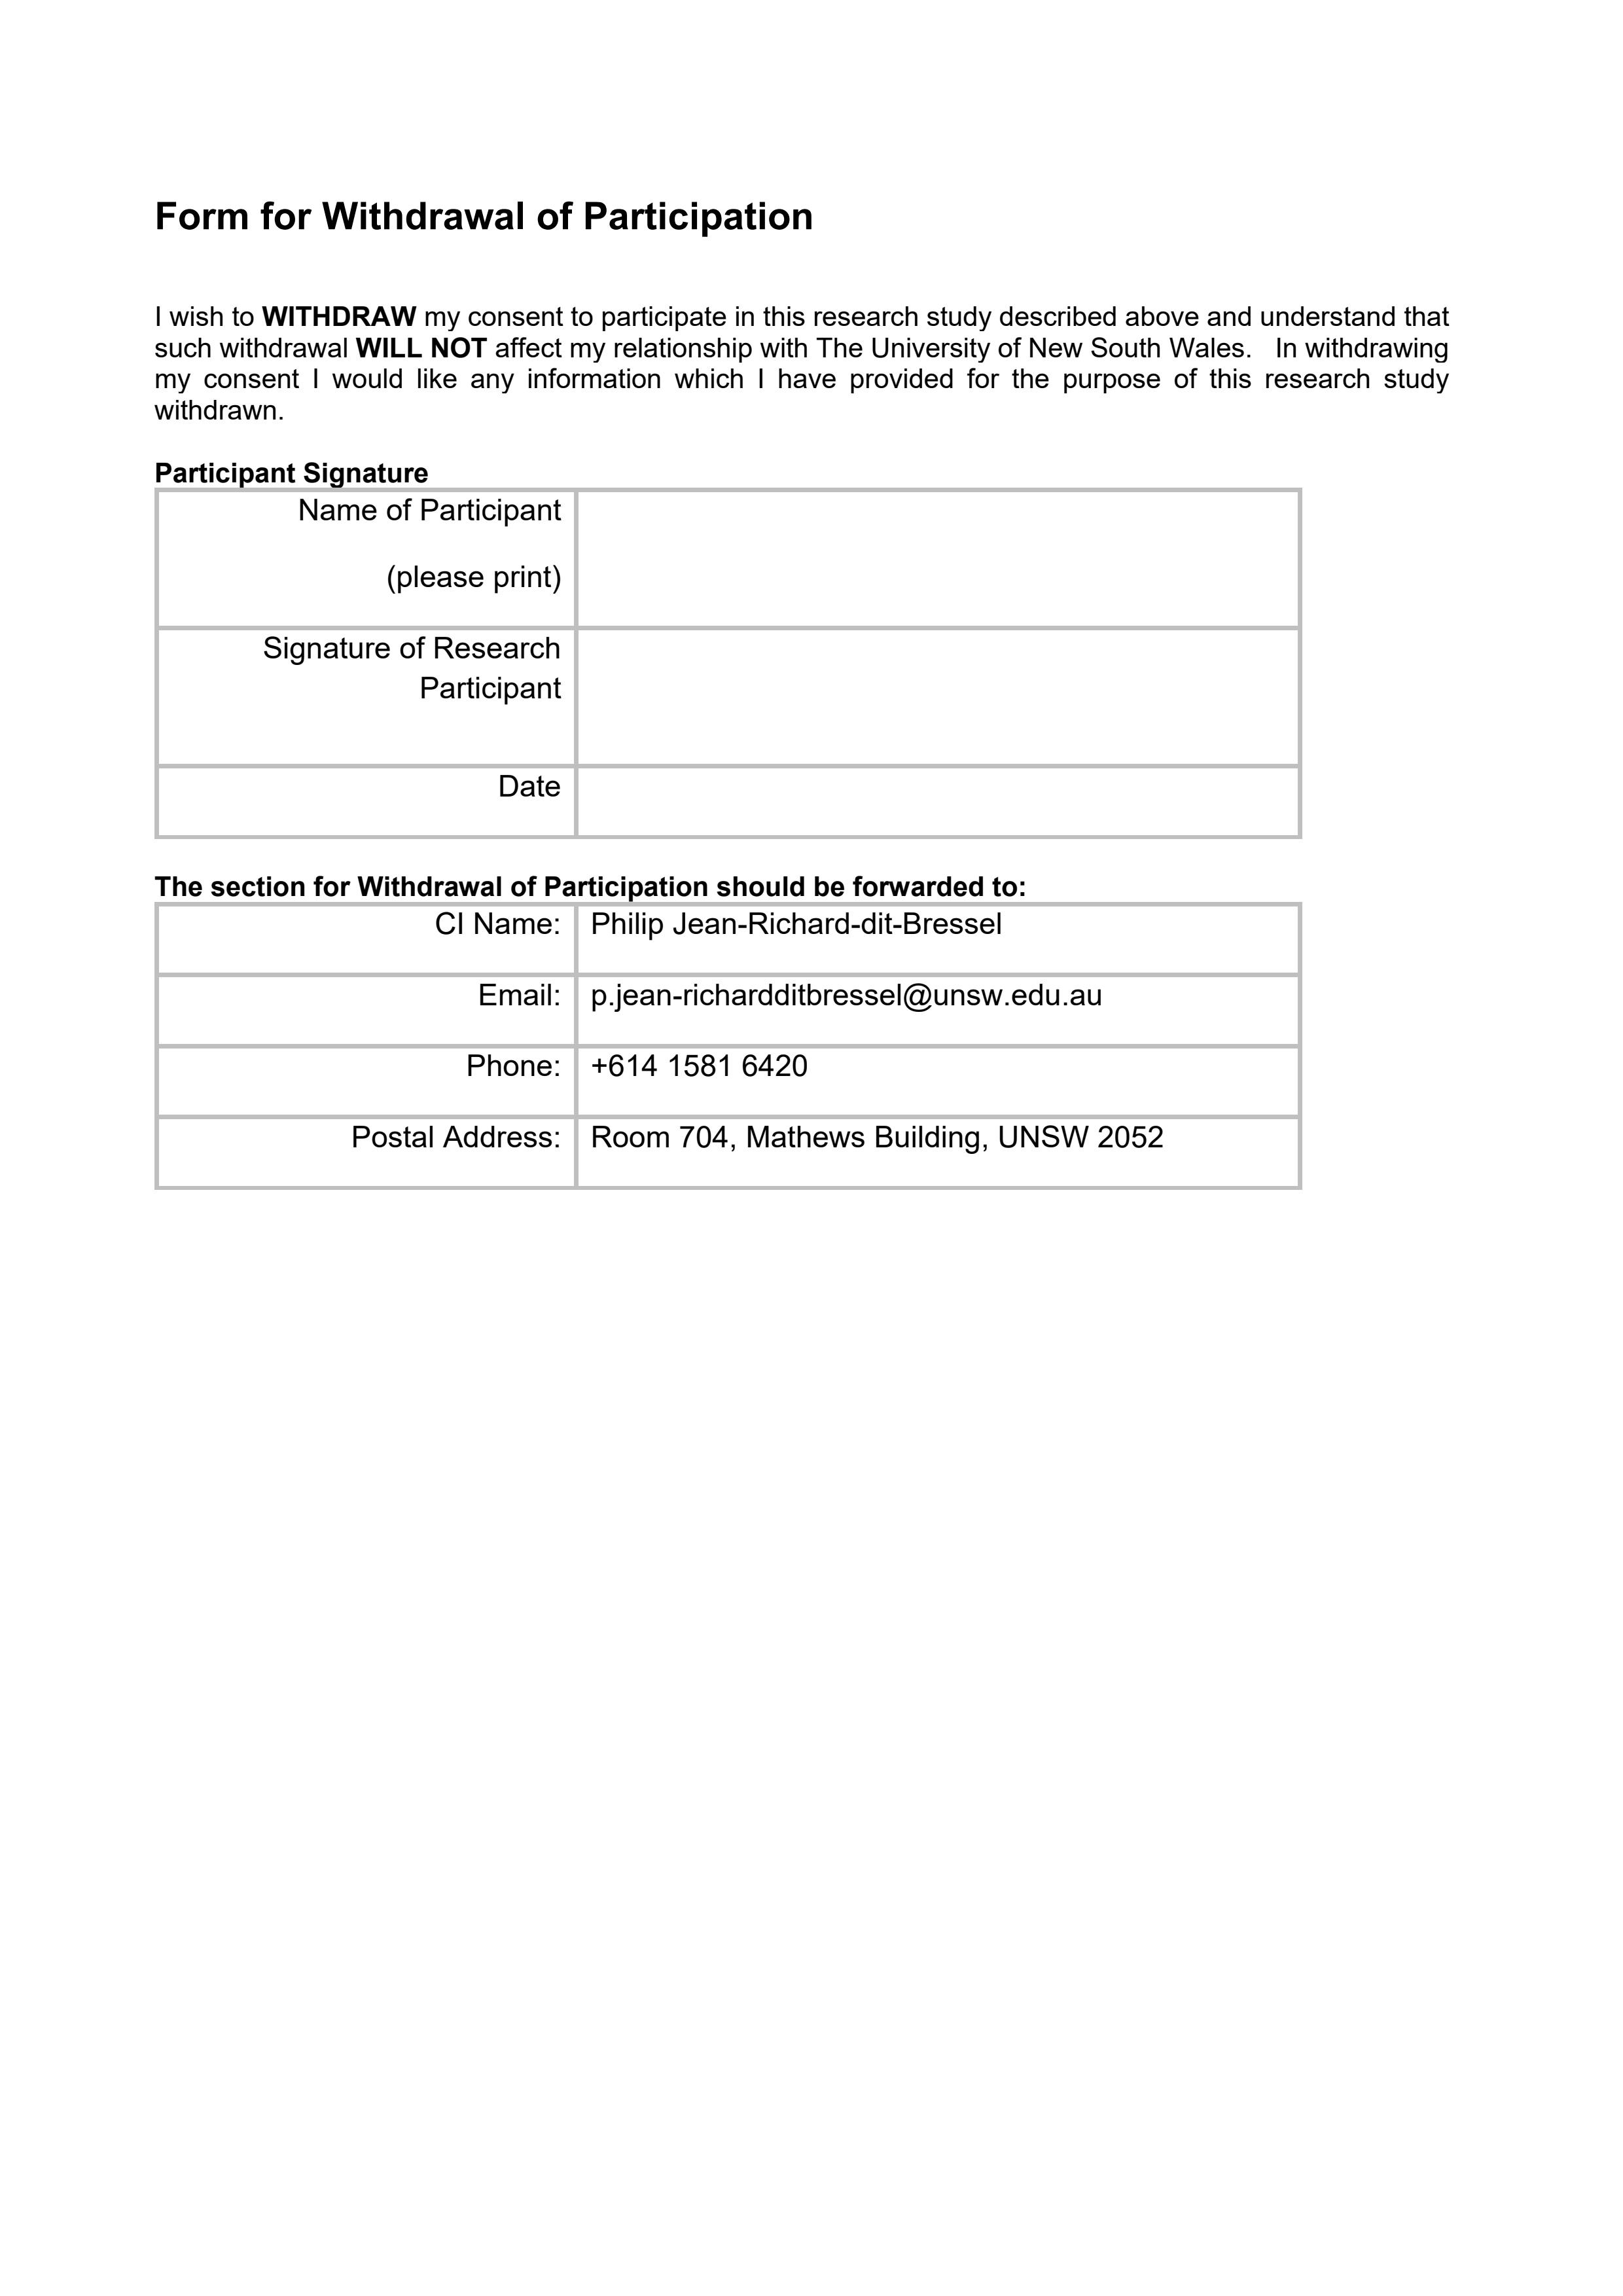 Form for Withdrawal of Participation
I wish to WITHDRAW my consent to participate in this research study described above and understand that
such withdrawal WILL NOT affect my relationship with The University of New South Wales.   In withdrawing
my consent I would like any information which I have provided for the purpose of this research study
withdrawn.
Participant Signature
Name of Participant
(please print)
Signature of Research
Participant
Date
The section for Withdrawal of Participation should be forwarded to:
CI Name: Philip Jean-Richard-dit-Bressel
Email: p.jean-richardditbressel@unsw.edu.au
Phone: +614 1581 6420
Postal Address: Room 704, Mathews Building, UNSW 2052